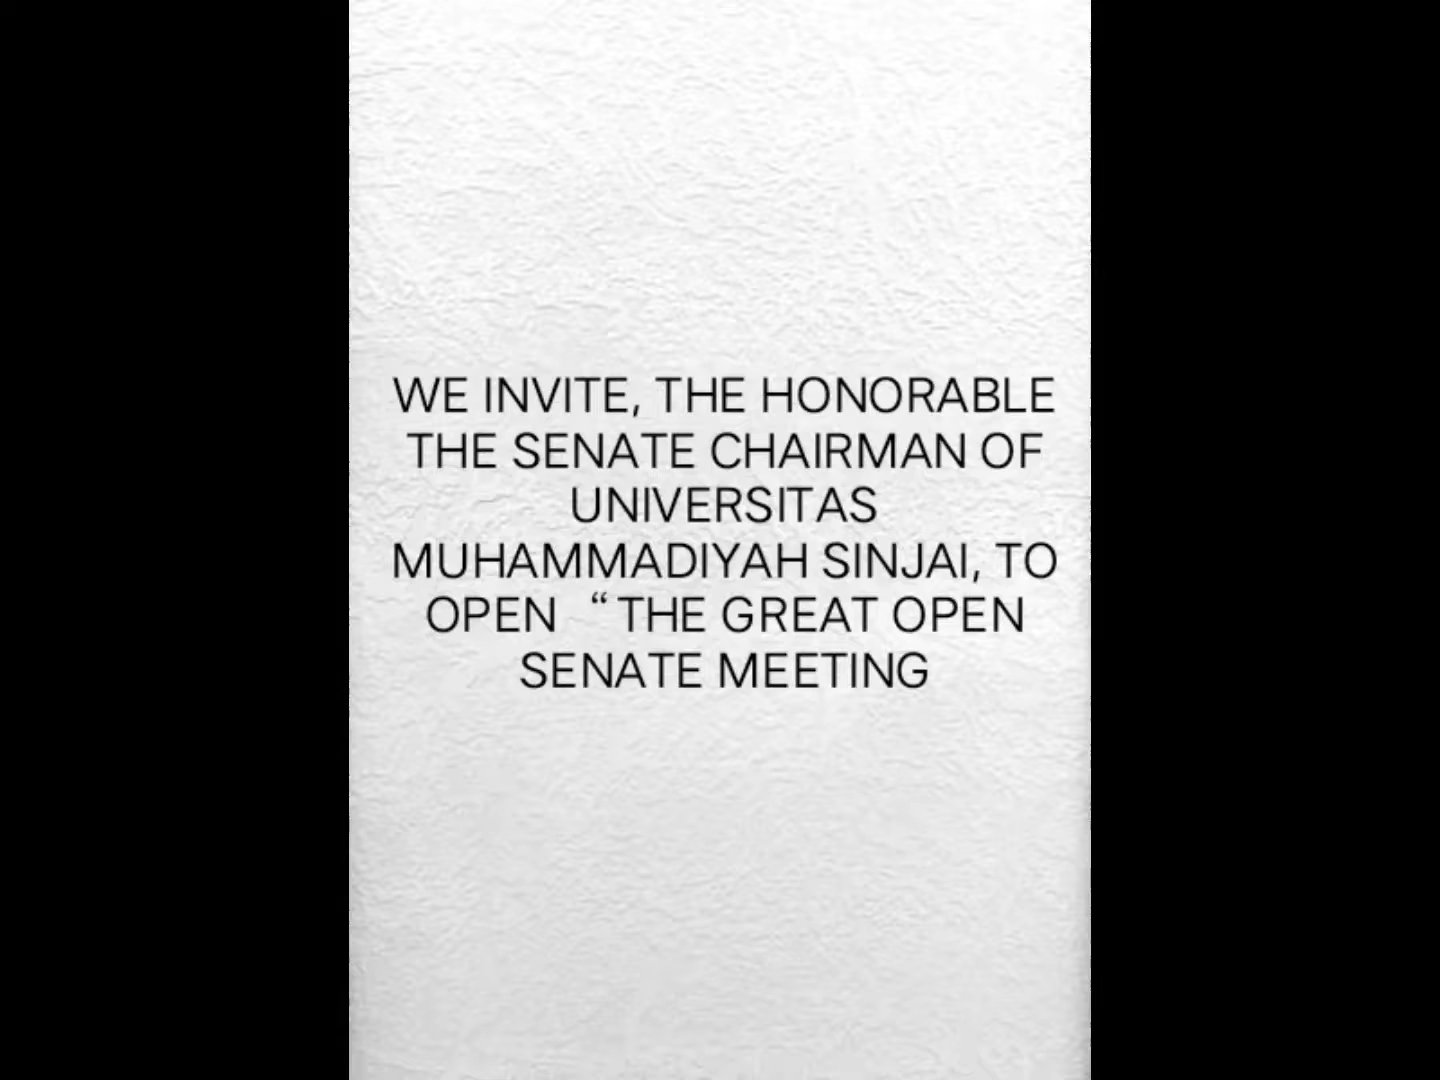 WE INVITE, THE HONORABLE
THE SENATE CHAIRMAN OF
UNIVERSITAS
MUHAMMADIYAH SINJAI, TO
OPEN “ THE GREAT OPEN
SENATE MEETING